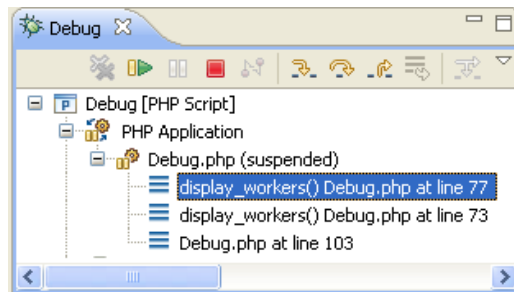 Debug
Debug [PHP Script]
PHP Application
Debug.php (suspended)
display_workers() Debug.php at line 77
display_workers() Debug.php at line 73
Debug.php at line 103